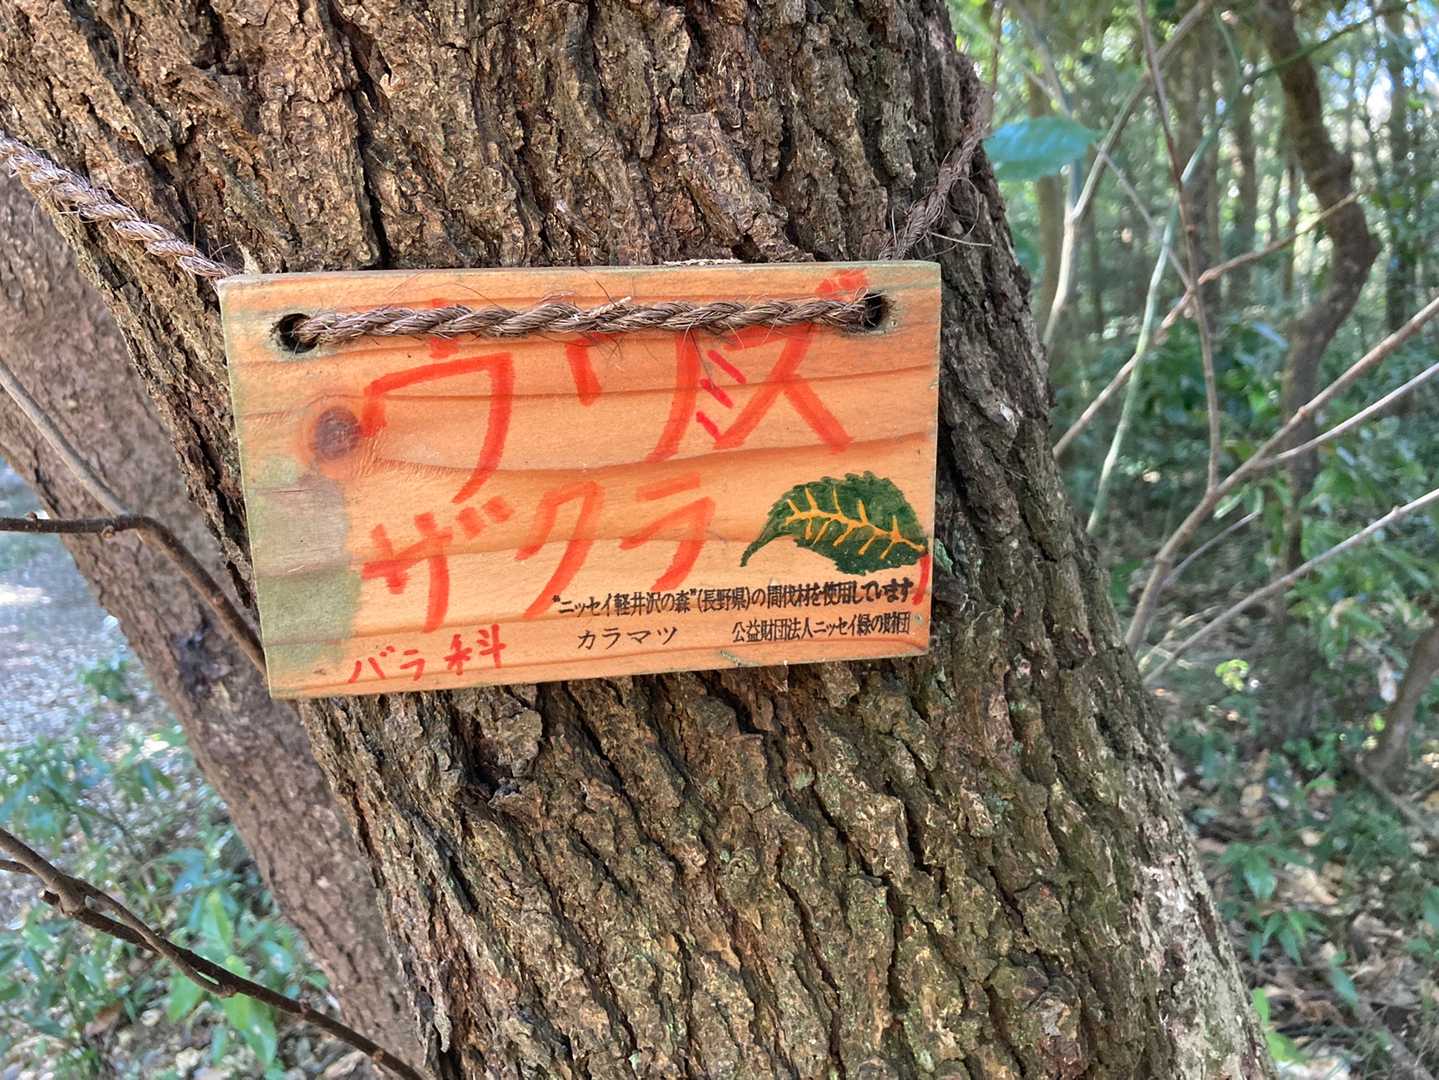 ウワミズ
ザクラ
バラ科
“ニッセイ軽井沢の森”(長野県)の間伐材を使用しています
カラマツ 公益財団法人ニッセイ緑の財団